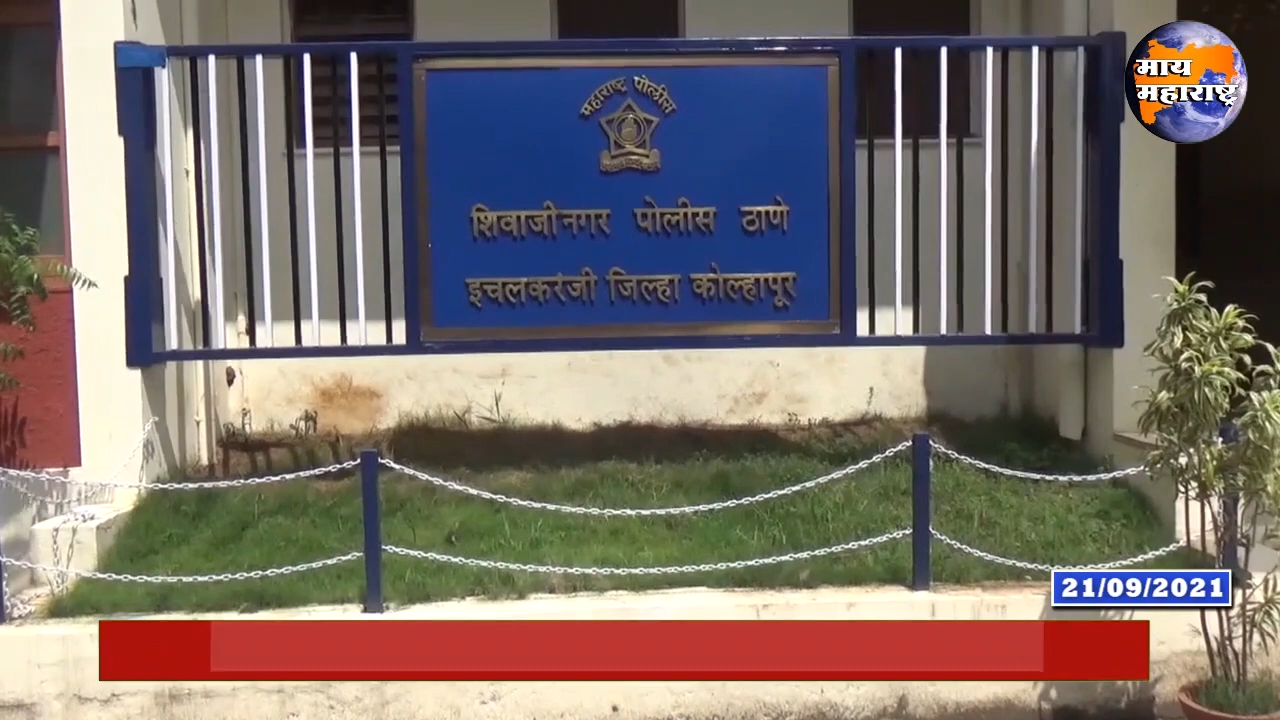 माय
महाराष्ट्र
महाराष्ट्र पोलीस
शिवाजीनगर पोलीस ठाणे
इचलकरंजी जिल्हा कोल्हापूर
21/09/2021